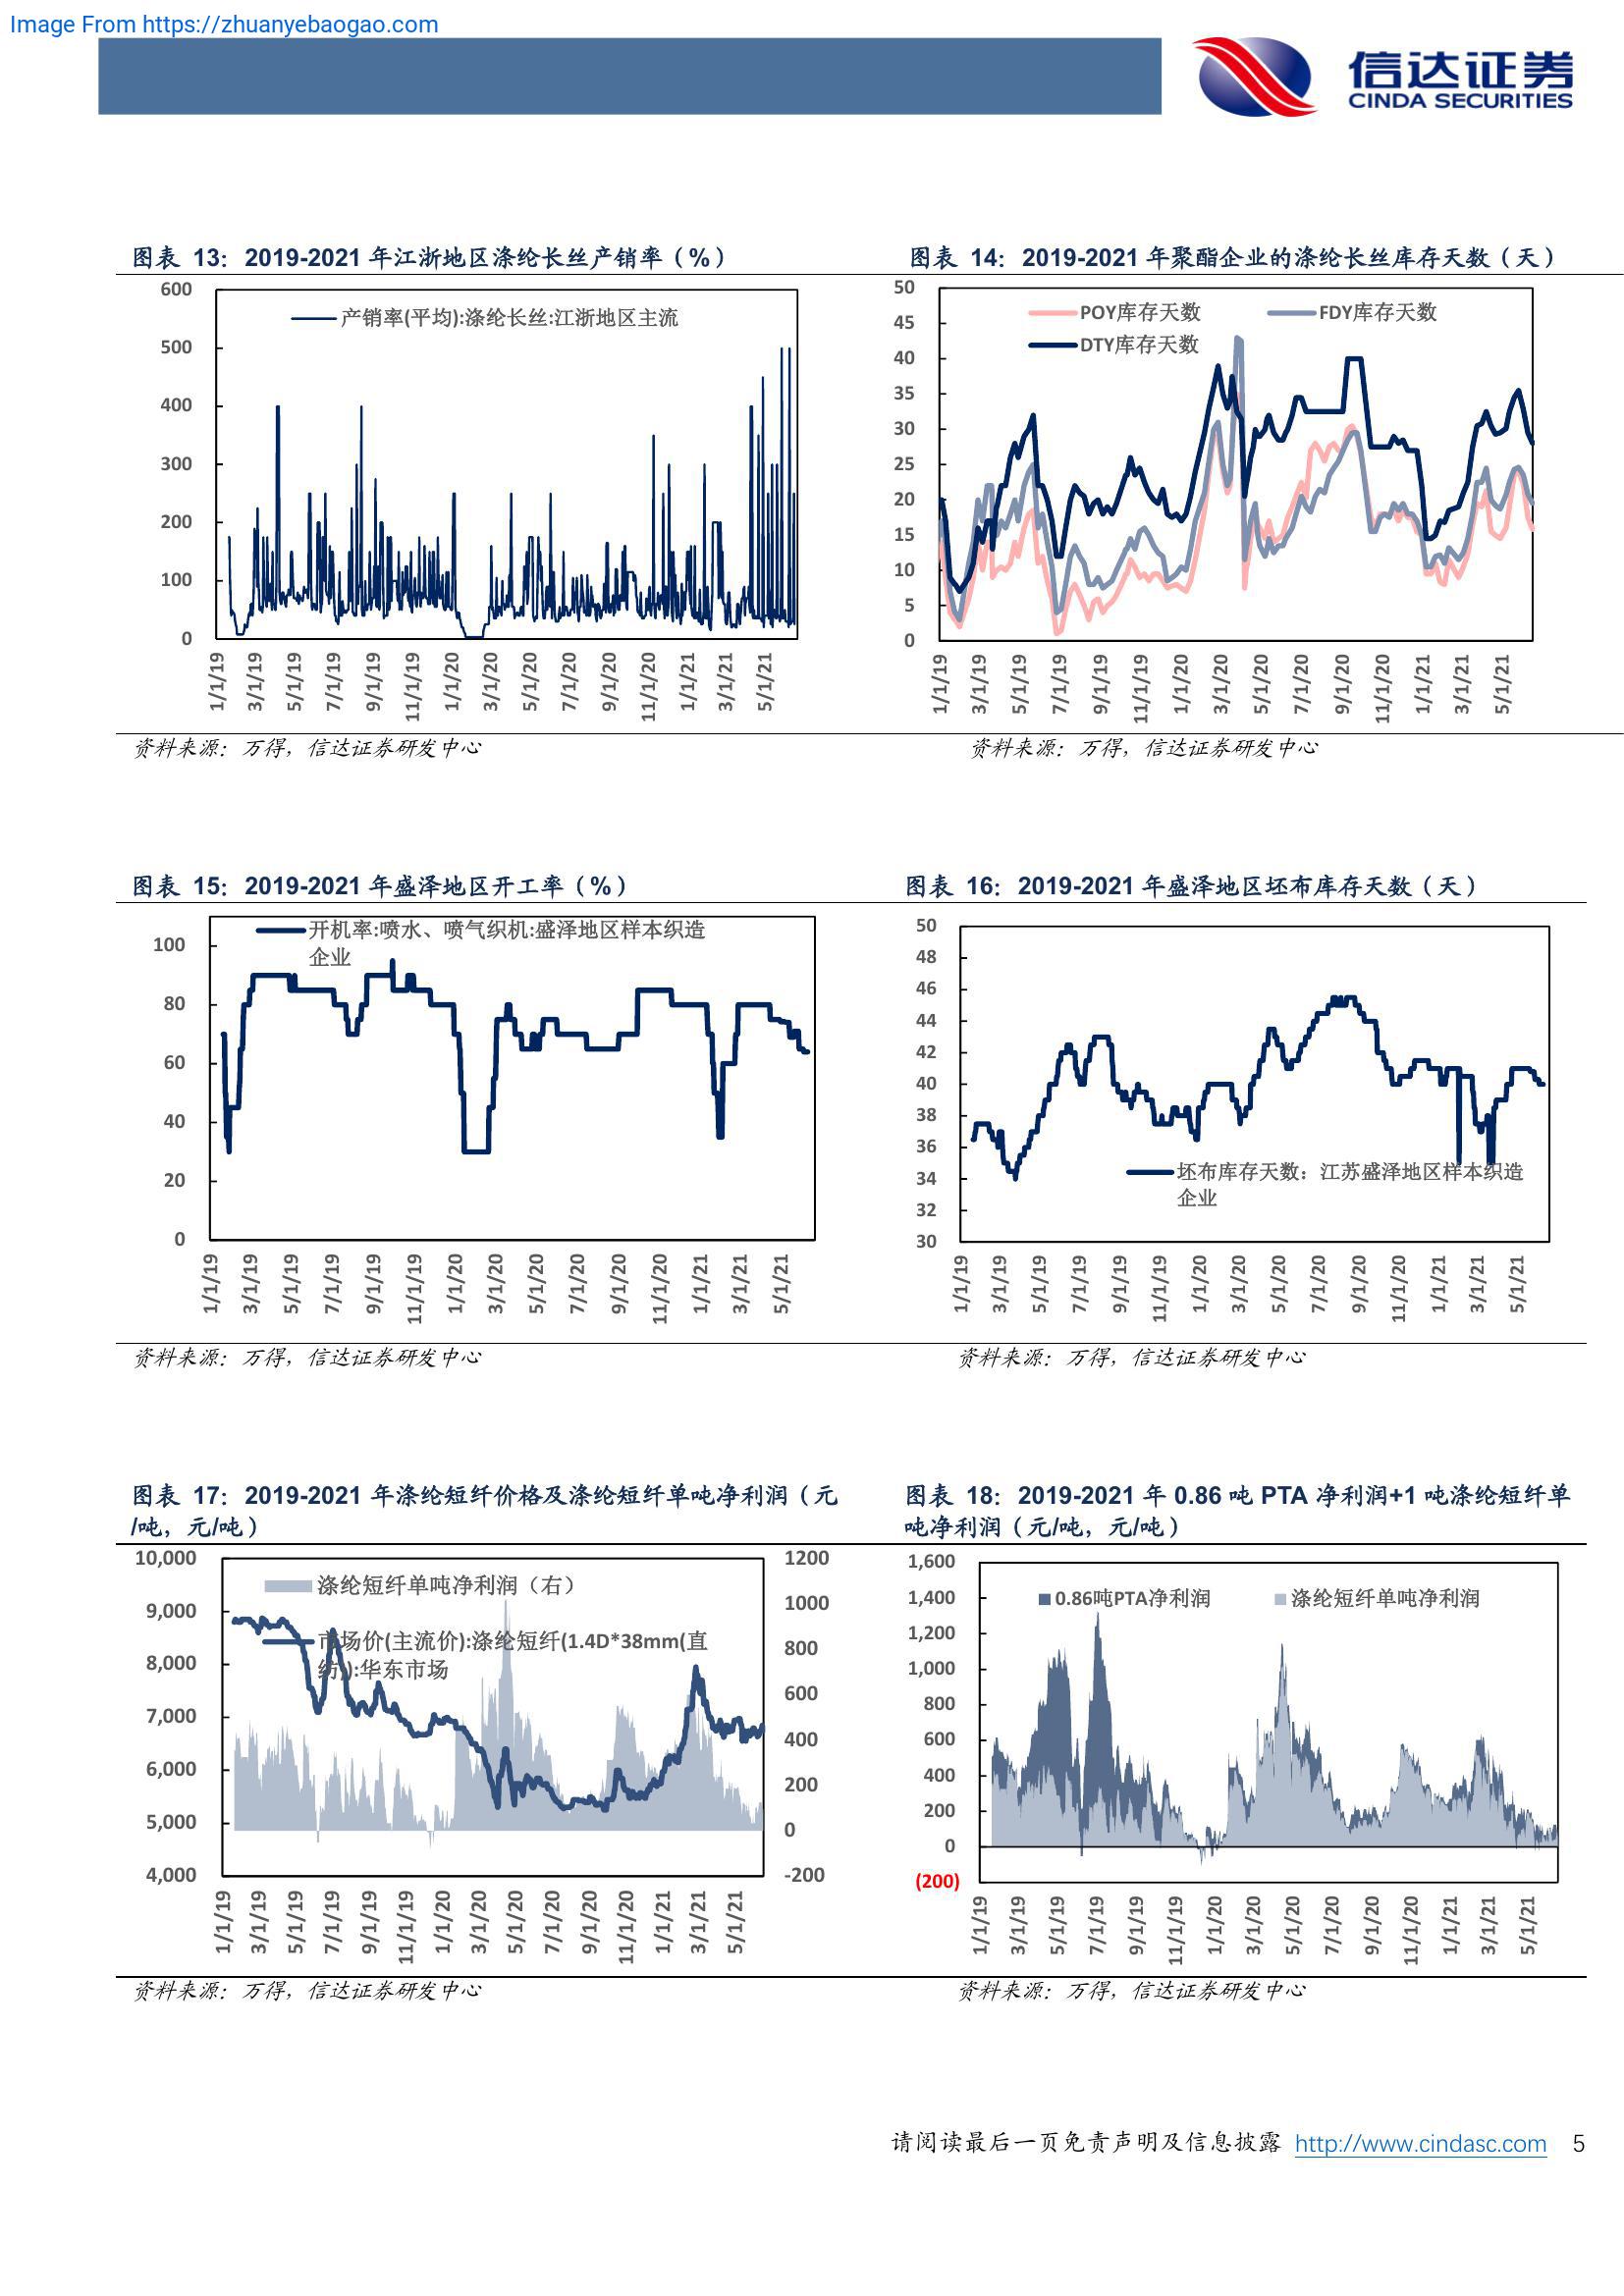 Image From https://zhuanyebaogao.com
信达证券
CINDA SECURITIES
图表 13：2019-2021 年江浙地区涤纶长丝产销率（%）
600
500
400
300
200
100
0
产销率(平均):涤纶长丝:江浙地区主流
1/1/19 3/1/19 5/1/19 7/1/19 9/1/19 11/1/19 1/1/20 3/1/20 5/1/20 7/1/20 9/1/20 11/1/20 1/1/21 3/1/21 5/1/21
资料来源：万得，信达证券研发中心
图表 14：2019-2021 年聚酯企业的涤纶长丝库存天数（天）
50
45
40
35
30
25
20
15
10
5
0
POY库存天数 FDY库存天数
DTY库存天数
1/1/19 3/1/19 5/1/19 7/1/19 9/1/19 11/1/19 1/1/20 3/1/20 5/1/20 7/1/20 9/1/20 11/1/20 1/1/21 3/1/21 5/1/21
资料来源：万得，信达证券研发中心
图表 15：2019-2021 年盛泽地区开工率（%）
100
80
60
40
20
0
开机率:喷水、喷气织机:盛泽地区样本织造
企业
1/1/19 3/1/19 5/1/19 7/1/19 9/1/19 11/1/19 1/1/20 3/1/20 5/1/20 7/1/20 9/1/20 11/1/20 1/1/21 3/1/21 5/1/21
资料来源：万得，信达证券研发中心
图表 16：2019-2021 年盛泽地区坯布库存天数（天）
50
48
46
44
42
40
38
36
34
32
30
坯布库存天数：江苏盛泽地区样本织造
企业
1/1/19 3/1/19 5/1/19 7/1/19 9/1/19 11/1/19 1/1/20 3/1/20 5/1/20 7/1/20 9/1/20 11/1/20 1/1/21 3/1/21 5/1/21
资料来源：万得，信达证券研发中心
图表 17：2019-2021 年涤纶短纤价格及涤纶短纤单吨净利润（元
/吨，元/吨）
10,000
9,000
8,000
7,000
6,000
5,000
4,000
涤纶短纤单吨净利润（右）
市场价(主流价):涤纶短纤(1.4D*38mm(直
纺)):华东市场
1200
1000
800
600
400
200
0
-200
1/1/19 3/1/19 5/1/19 7/1/19 9/1/19 11/1/19 1/1/20 3/1/20 5/1/20 7/1/20 9/1/20 11/1/20 1/1/21 3/1/21 5/1/21
资料来源：万得，信达证券研发中心
图表 18：2019-2021 年 0.86 吨 PTA 净利润+1 吨涤纶短纤单
吨净利润（元/吨，元/吨）
1,600
1,400
1,200
1,000
800
600
400
200
0
(200)
0.86吨PTA净利润 涤纶短纤单吨净利润
1/1/19 3/1/19 5/1/19 7/1/19 9/1/19 11/1/19 1/1/20 3/1/20 5/1/20 7/1/20 9/1/20 11/1/20 1/1/21 3/1/21 5/1/21
资料来源：万得，信达证券研发中心
请阅读最后一页免责声明及信息披露 http://www.cindasc.com 5